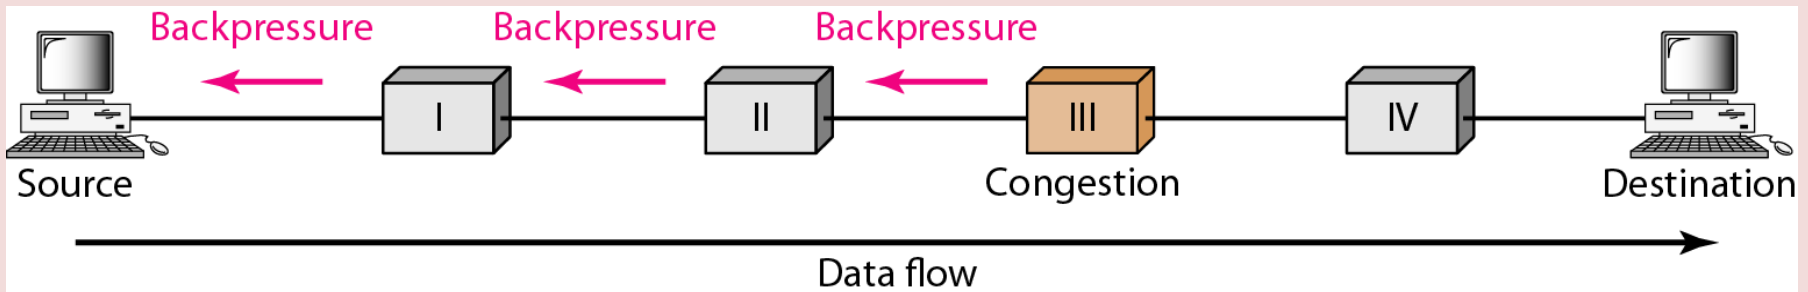 Backpressure Backpressure Backpressure
I II III IV
Source Congestion Destination
Data flow